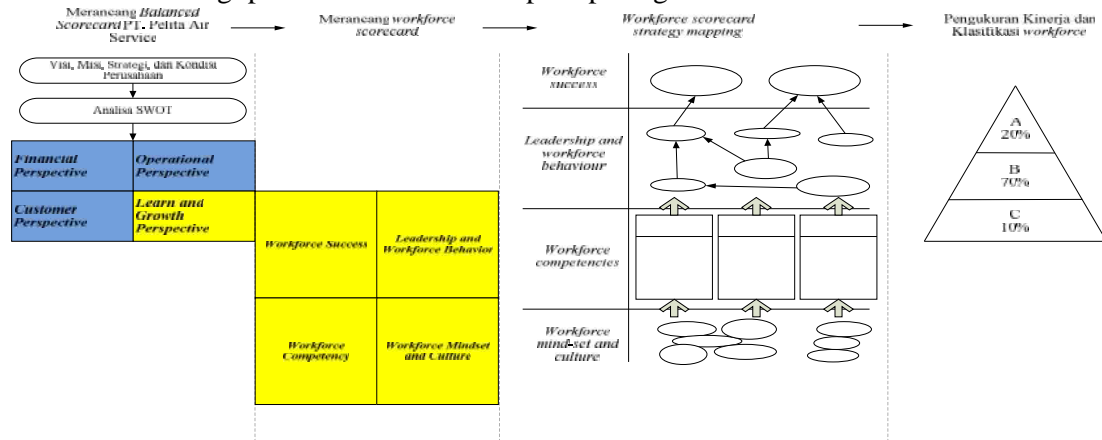 Merancang Balanced
Scorecard PT. Pelita Air
Service
Merancang workforce
scorecard
Workforce scorecard
strategy mapping
Pengukuran Kinerja dan
Klasifikasi workforce
Visi, Misi, Strategi, dan Kondisi
Perusahaan
Analisa SWOT
Financial
Perspective
Operational
Perspective
Customer
Perspective
Learn and
Growth
Perspective
Workforce Success
Leadership and
Workforce Behavior
Workforce
Competency
Workforce Mindset
and Culture
Workforce
success
Leadership and
workforce
behaviour
Workforce
competencies
Workforce
mind-set and
culture
A
20%
B
70%
C
10%